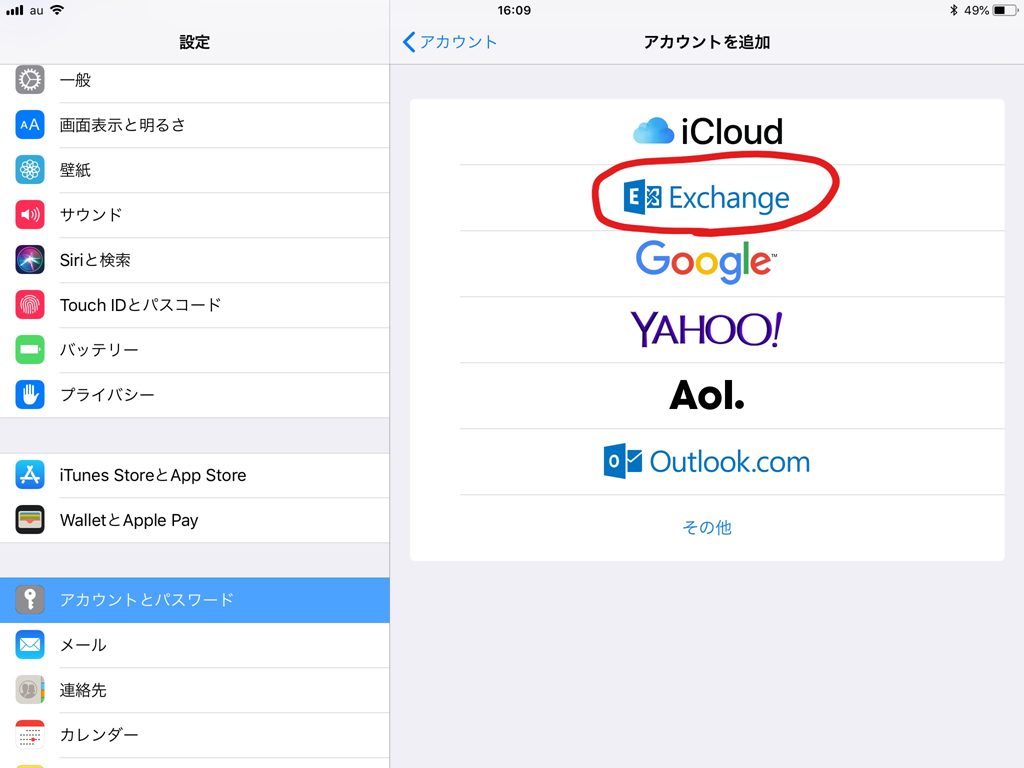 au
16:09
49%
設定
アカウント
アカウントを追加
一般
AA
画面表示と明るさ
壁紙
サウンド
Siriと検索
Touch IDとパスコード
バッテリー
プライバシー
iTunes StoreとApp Store
WalletとApple Pay
アカウントとパスワード
メール
連絡先
カレンダー
iCloud
E Exchange
Google™
YAHOO!
Aol.
O Outlook.com
その他